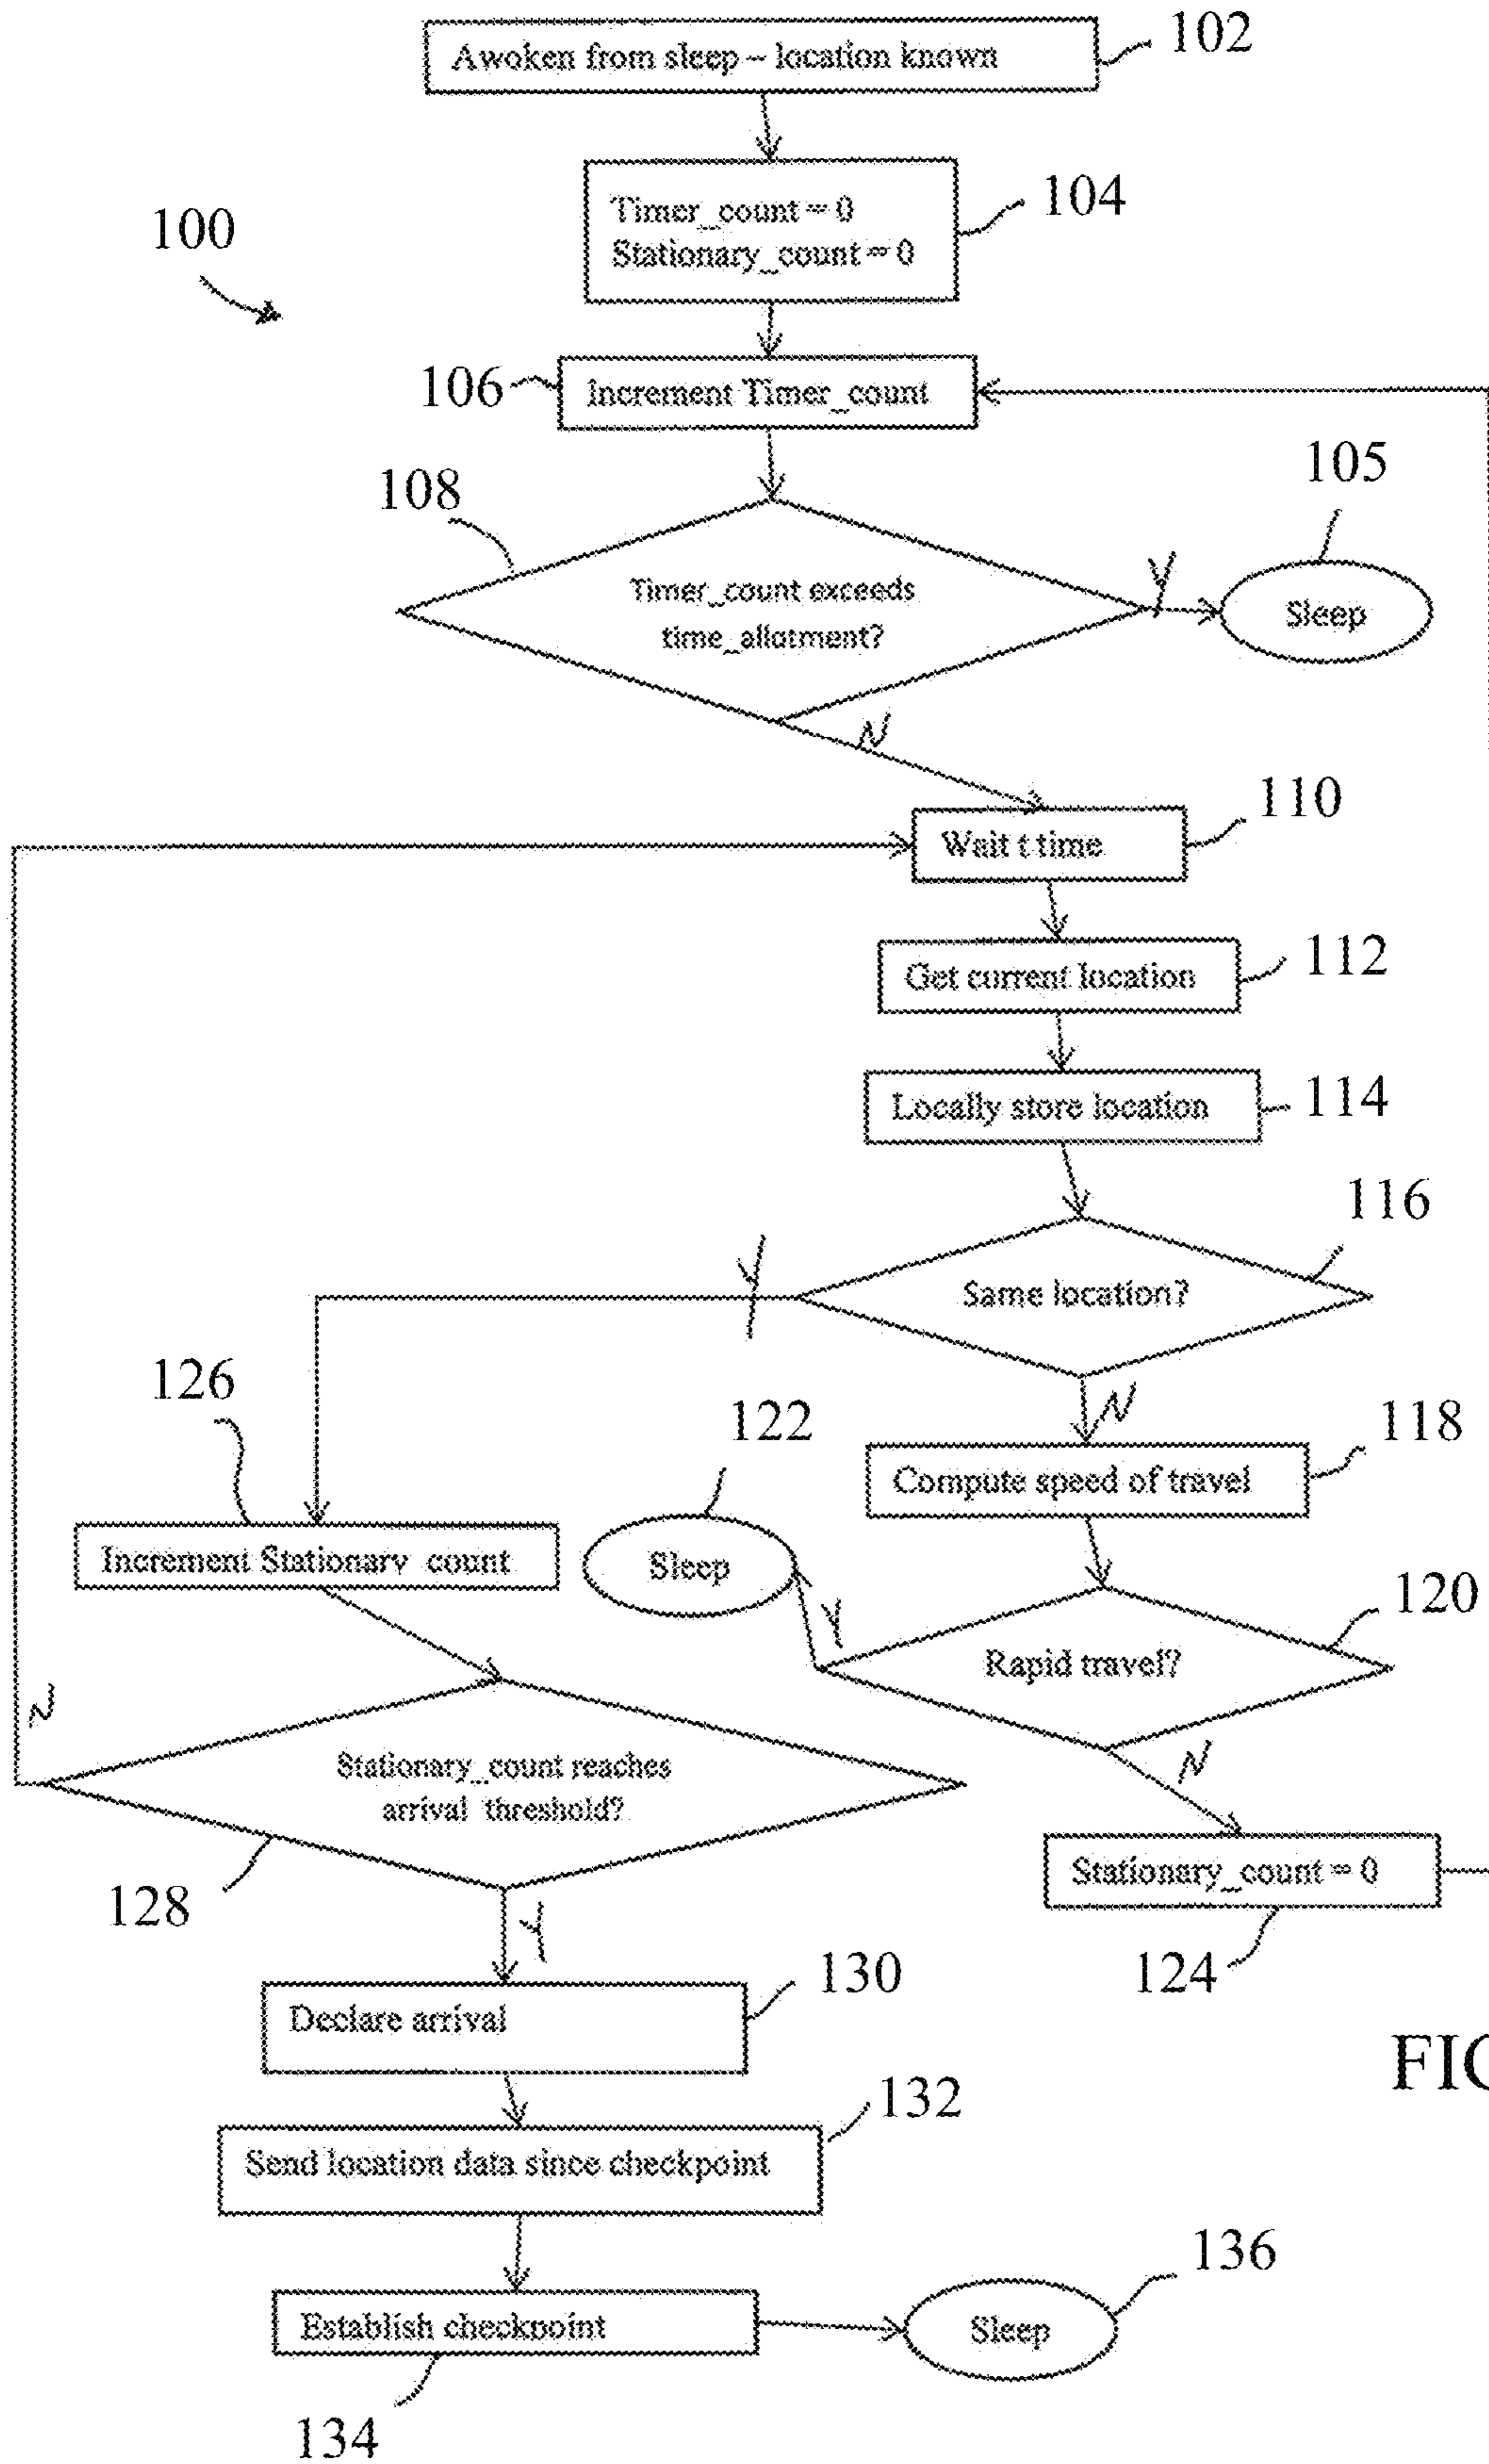 Awoken from sleep – location known
102
Timer_count = 0
Stationary_count = 0
104
100
106
Increment Timer_count
108
105
Timer_count exceeds
time_allotment?
Y
Sleep
N
110
Wait t time
Get current location
112
Locally store location
114
116
Same location?
Y
N
126
122
118
Compute speed of travel
Increment Stationary count
Sleep
120
Y
Rapid travel?
N
N
Stationary_count reaches
arrival threshold?
Stationary_count = 0
128
Y
124
130
Declare arrival
FIG
132
Send location data since checkpoint
136
Establish checkpoint
Sleep
134